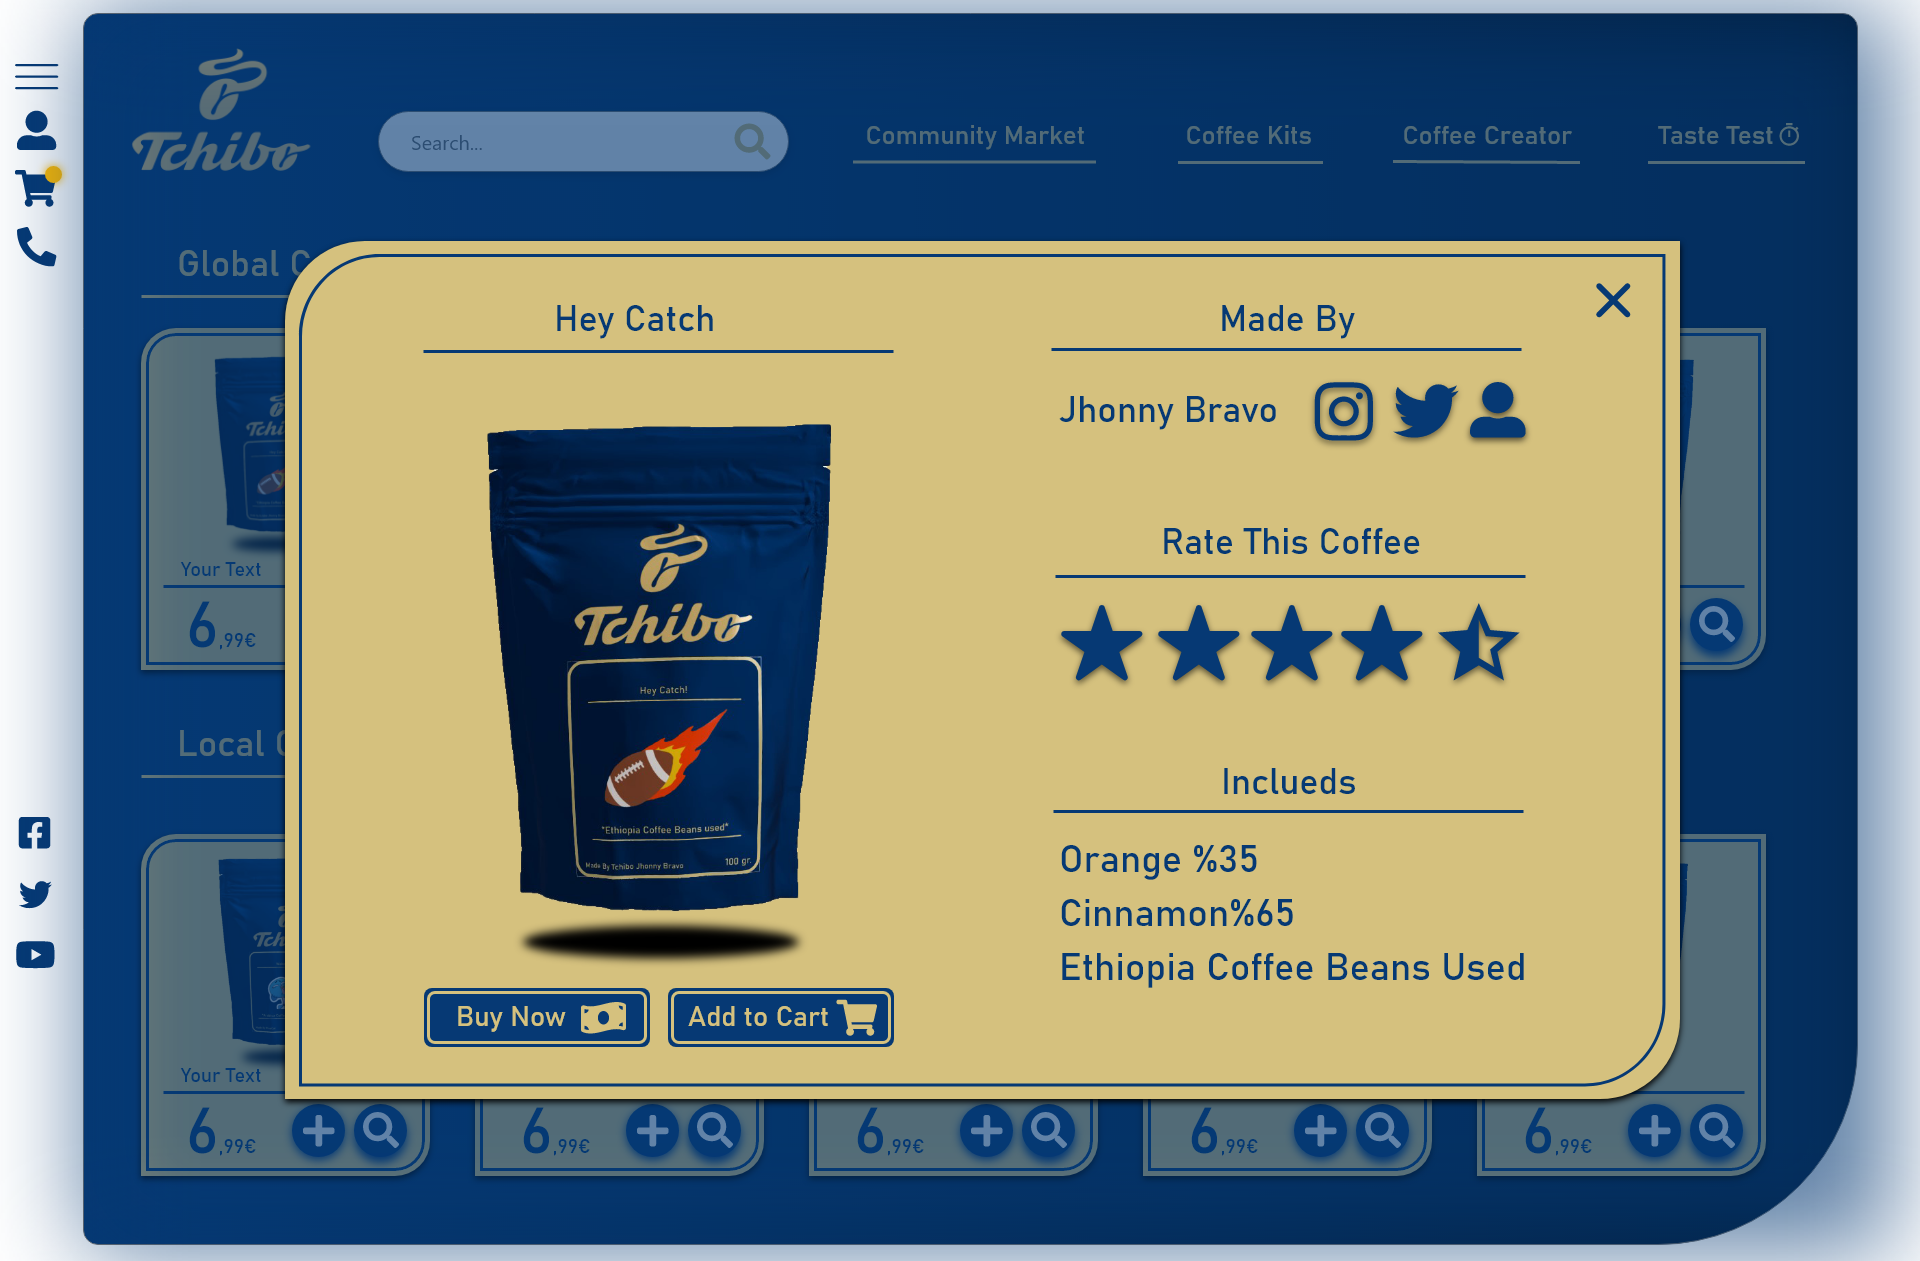 Tchibo
Search...
Community Market
Coffee Kits
Coffee Creator
Taste Test
Global C
Hey Catch
Made By
Jhonny Bravo
Tchibo
Hey Catch!
"Ethiopia Coffee Beans used"
Made By Tchibo Jhonny Bravo
100 gr.
Rate This Coffee
Inclueds
Orange %35
Cinnamon%65
Ethiopia Coffee Beans Used
Buy Now
Add to Cart
Tchib
Your Text
6,99€
Local
Tchi
Your Text
6,99€
6,99€
6,99€
6,99€
6,99€